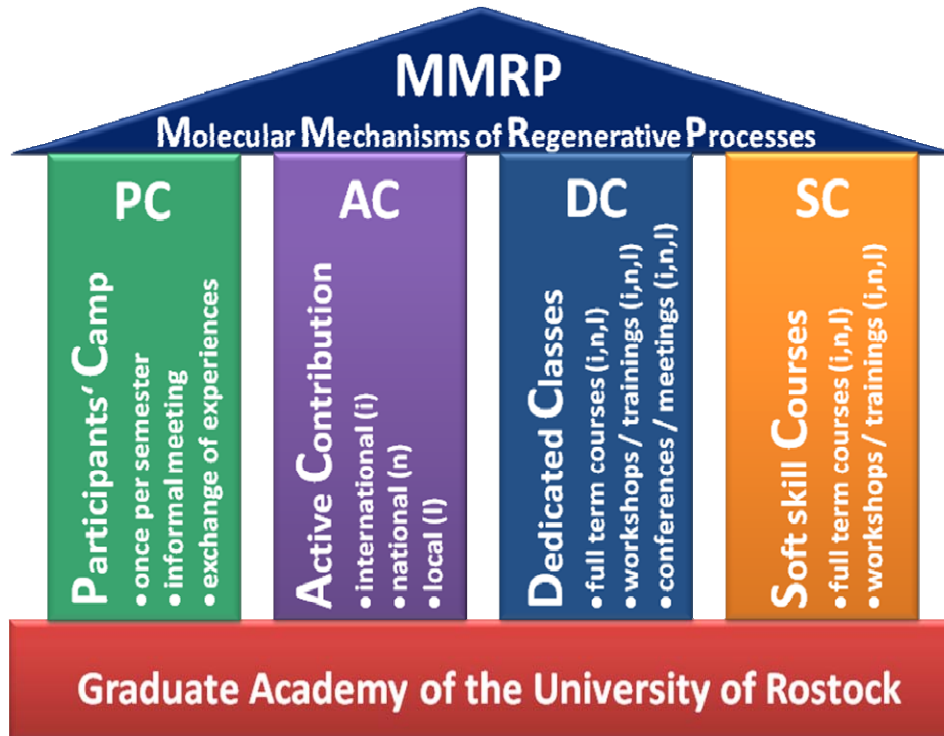 MMRP
Molecular Mechanisms of Regenerative Processes
PC
Participants' Camp
• once per semester
• informal meeting
• exchange of experiences
AC
Active Contribution
• international (i)
• national (n)
• local (l)
DC
Dedicated Classes
• full term courses (i,n,l)
• workshops / trainings (i,n,l)
• conferences / meetings (i,n,l)
SC
Soft skill Courses
• full term courses (i,n,l)
• workshops / trainings (i,n,l)
Graduate Academy of the University of Rostock